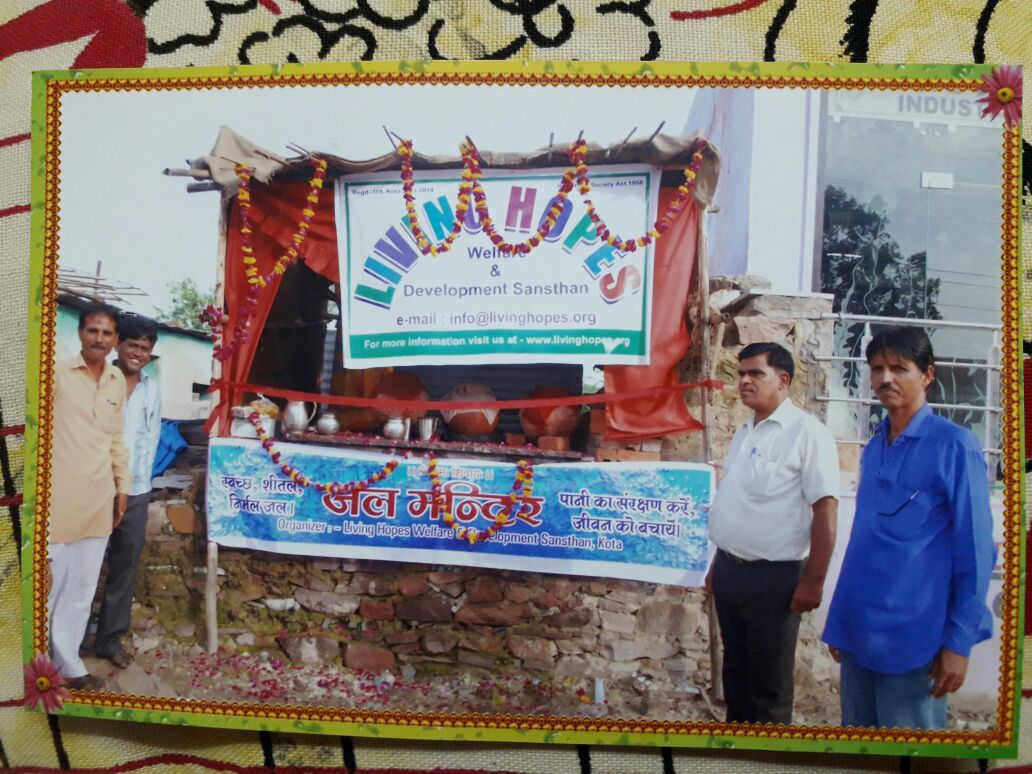 INDUST
Regd. 119, Kota 2014
Society Act 1958
LIVING HOPES
Welfare
&
Development Sansthan
e-mail : info@livinghopes.org
For more information visit us at - www.livinghopes.org
शिवायः ।।
स्वच्छ, शीतल,
निर्मल जल।
जल मन्दिर
पानी का संरक्षण करें,
जीवन को बचायें।
Organizer : - Living Hopes Welfare & Development Sansthan, Kota